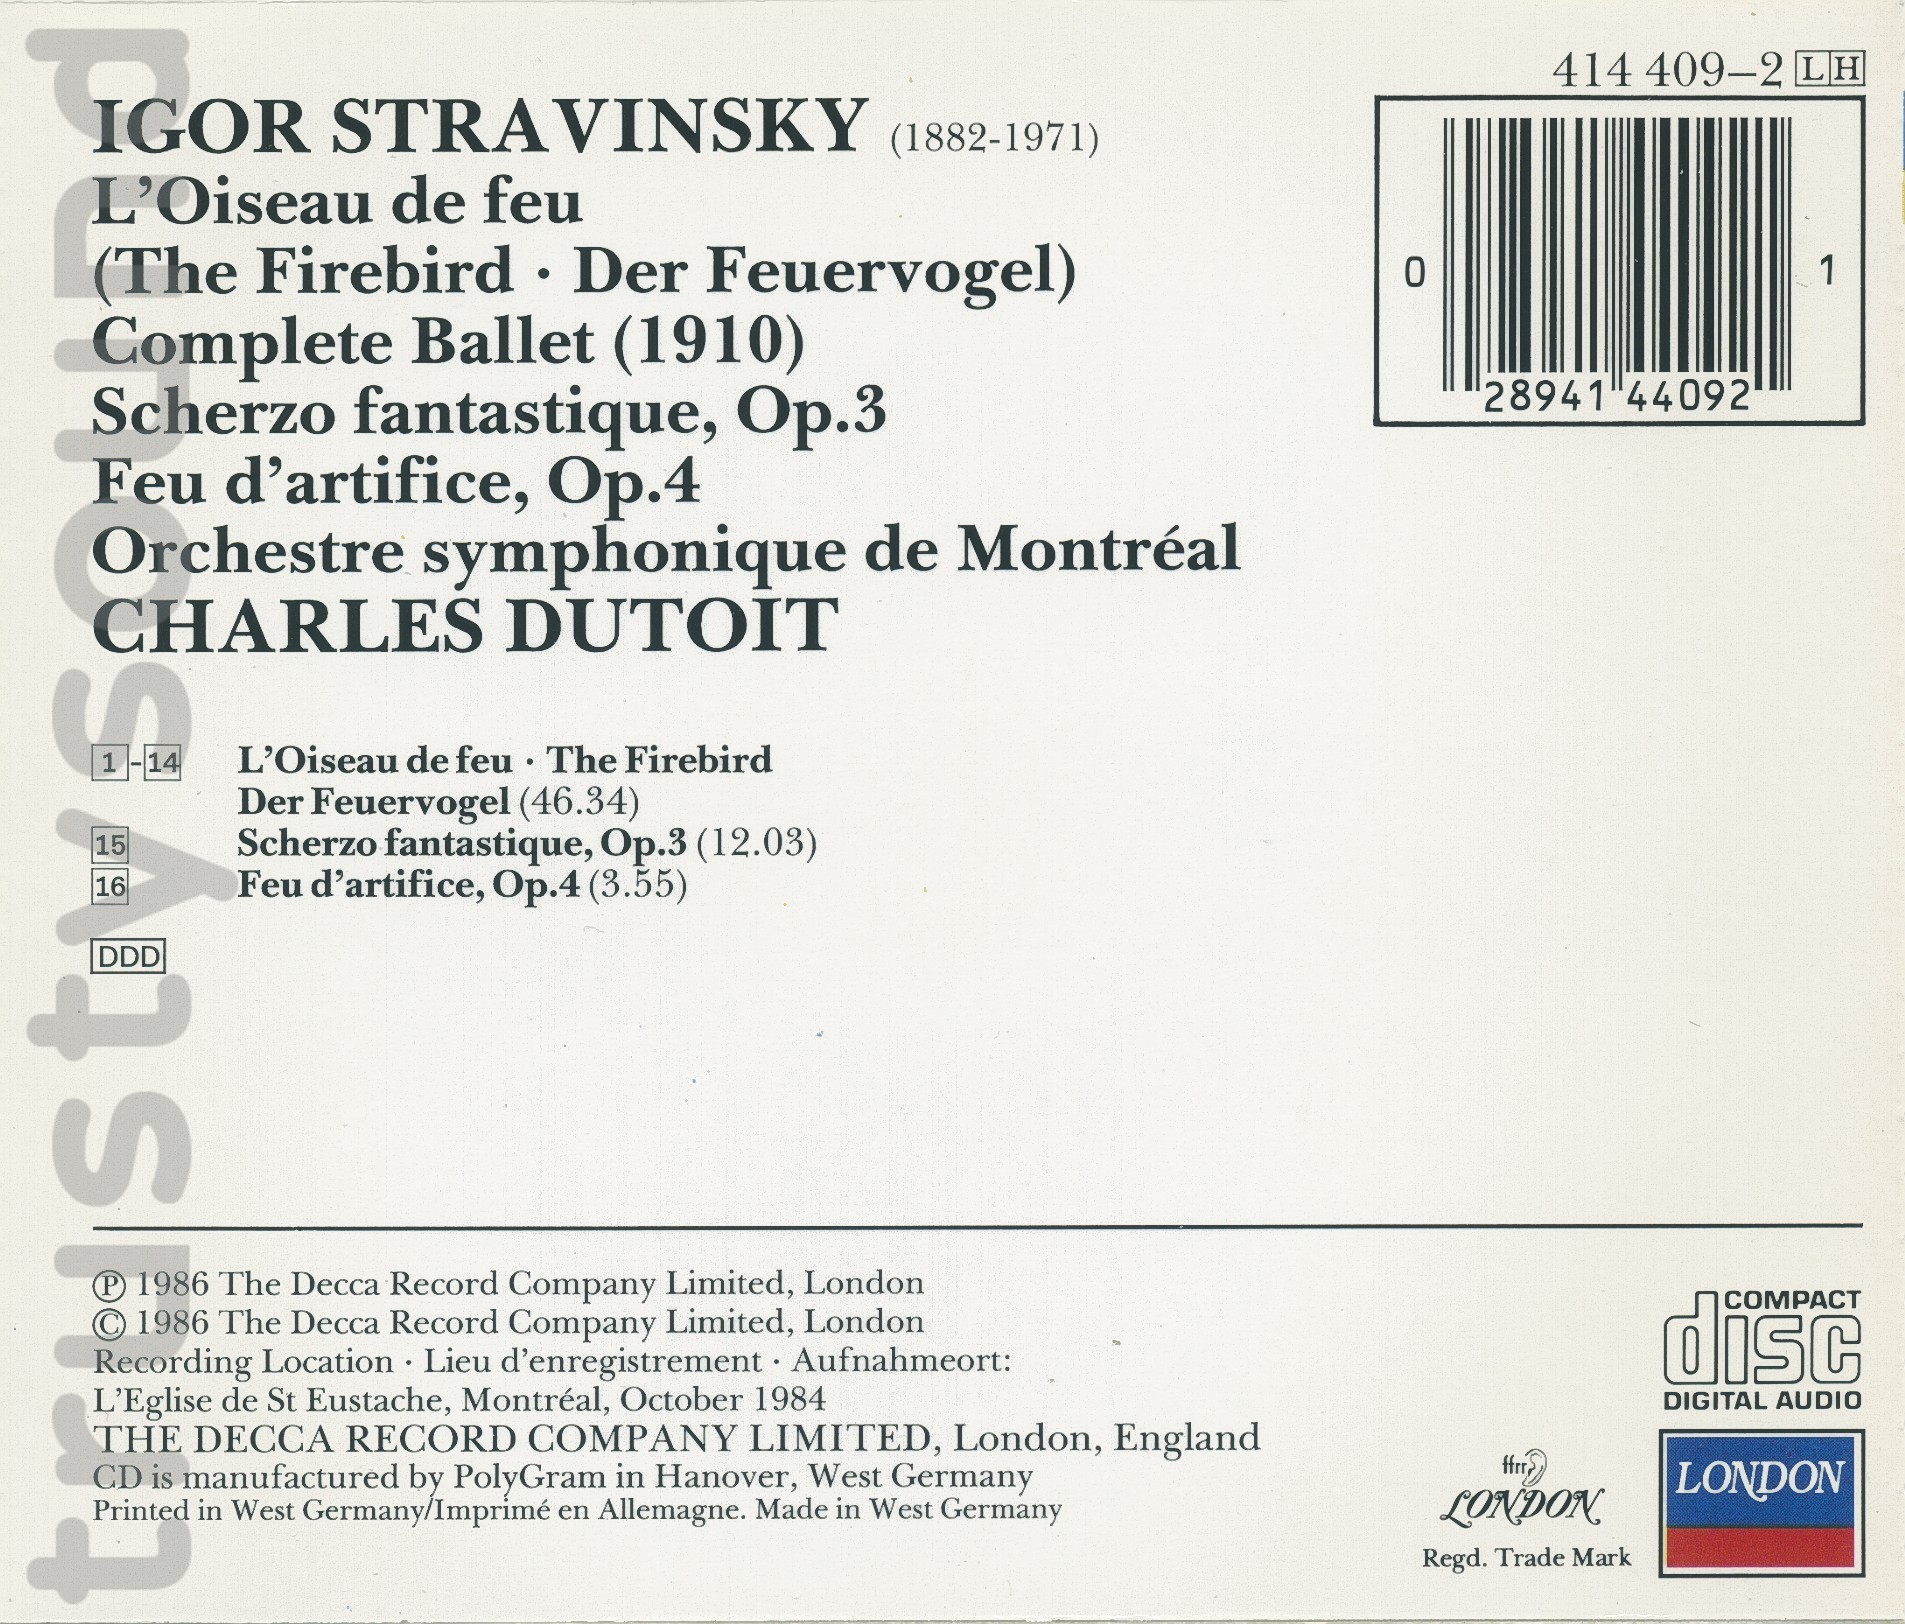 414 409–2 LH
IGOR STRAVINSKY (1882-1971)
L'Oiseau de feu
(The Firebird · Der Feuervogel)
Complete Ballet (1910)
Scherzo fantastique, Op.3
Feu d'artifice, Op.4
Orchestre symphonique de Montréal
CHARLES DUTOIT
0 28941 44092 1
1-14 L'Oiseau de feu · The Firebird
Der Feuervogel (46.34)
15 Scherzo fantastique, Op.3 (12.03)
16 Feu d'artifice, Op.4 (3.55)
DDD
℗ 1986 The Decca Record Company Limited, London
© 1986 The Decca Record Company Limited, London
Recording Location · Lieu d'enregistrement · Aufnahmeort:
L'Eglise de St Eustache, Montréal, October 1984
THE DECCA RECORD COMPANY LIMITED, London, England
CD is manufactured by PolyGram in Hanover, West Germany
Printed in West Germany/Imprimé en Allemagne. Made in West Germany
COMPACT
disc
DIGITAL AUDIO
ffrr
LONDON
Regd. Trade Mark
LONDON
trustysound